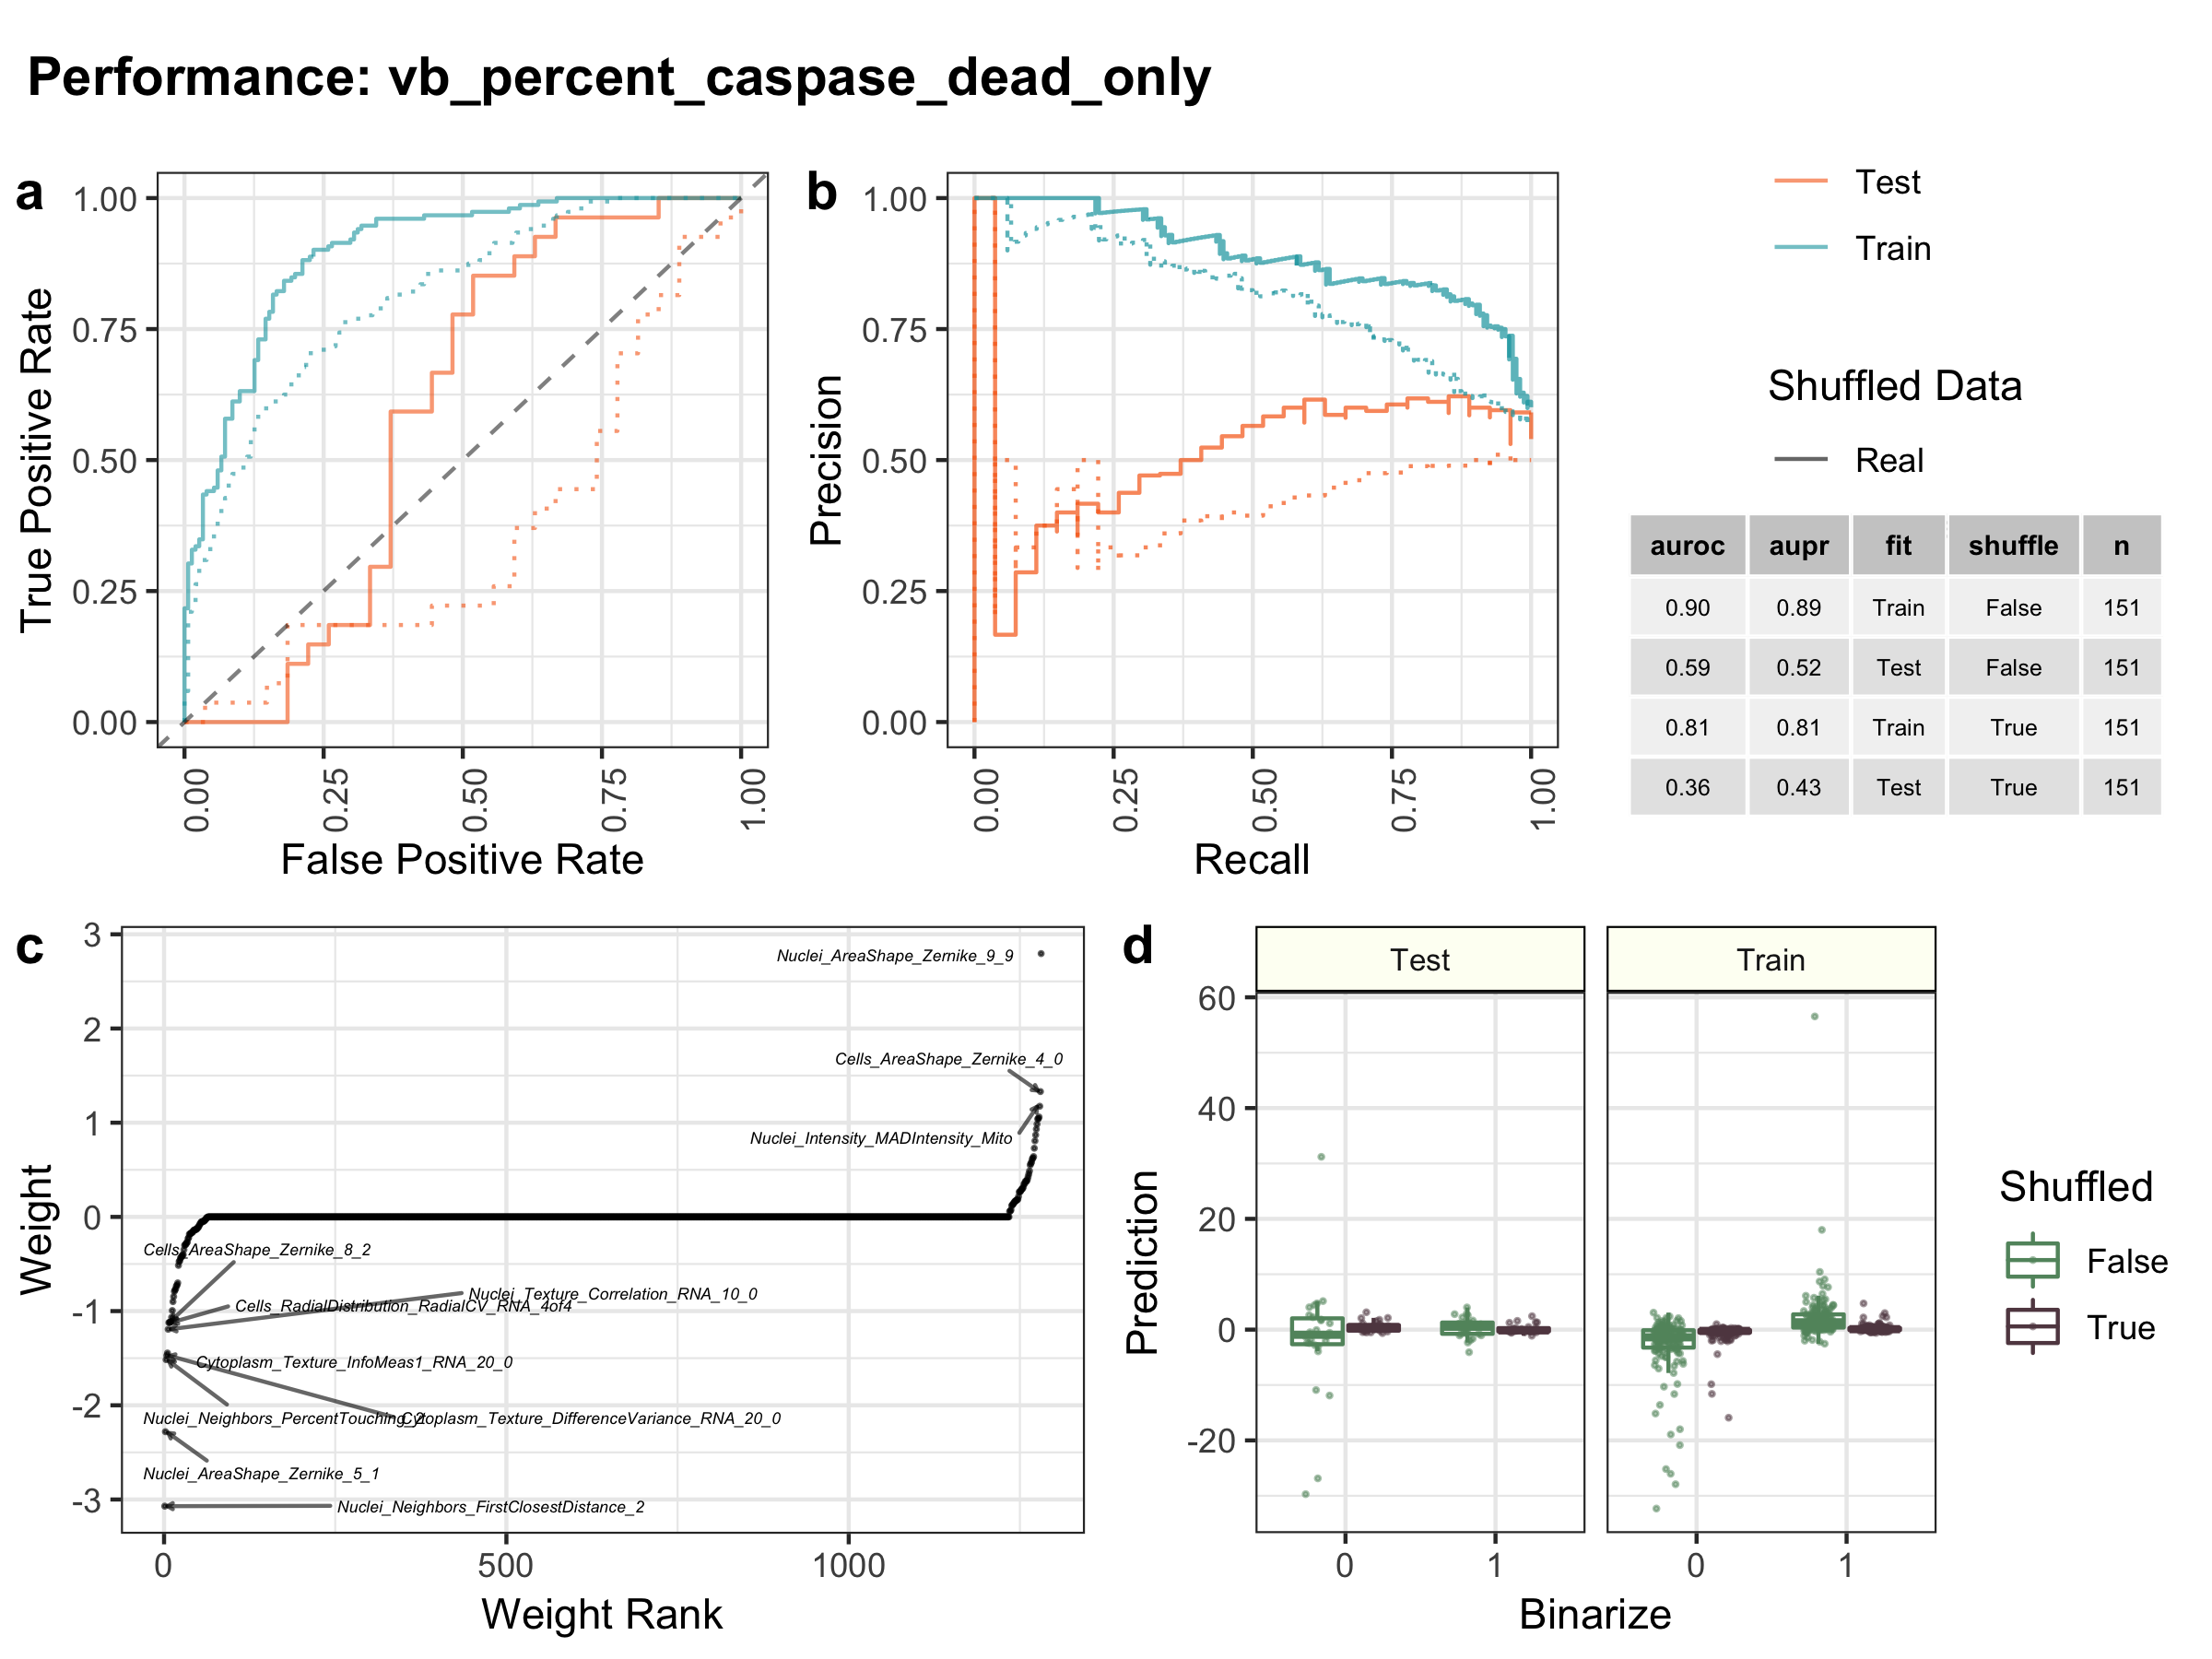 Performance: vb_percent_caspase_dead_only
a
1.00
0.75
0.50
0.25
0.00
True Positive Rate
0.00
0.25
0.50
0.75
1.00
False Positive Rate
b
1.00
0.75
0.50
0.25
0.00
Precision
0.00
0.25
0.50
0.75
1.00
Recall
Test
Train
Shuffled Data
Real
auroc aupr fit shuffle n
0.90 0.89 Train False 151
0.59 0.52 Test False 151
0.81 0.81 Train True 151
0.36 0.43 Test True 151
c
3
2
1
0
-1
-2
-3
Weight
Nuclei_AreaShape_Zernike_9_9
Cells_AreaShape_Zernike_4_0
Nuclei_Intensity_MADIntensity_Mito
Cells_AreaShape_Zernike_8_2
Nuclei_Texture_Correlation_RNA_10_0
Cells_RadialDistribution_RadialCV_RNA_4of4
Cytoplasm_Texture_InfoMeas1_RNA_20_0
Nuclei_Neighbors_PercentTouching_2
Cytoplasm_Texture_DifferenceVariance_RNA_20_0
Nuclei_AreaShape_Zernike_5_1
Nuclei_Neighbors_FirstClosestDistance_2
0
500
1000
Weight Rank
d
Test
Train
60
40
20
0
-20
Prediction
0
1
0
1
Binarize
Shuffled
False
True